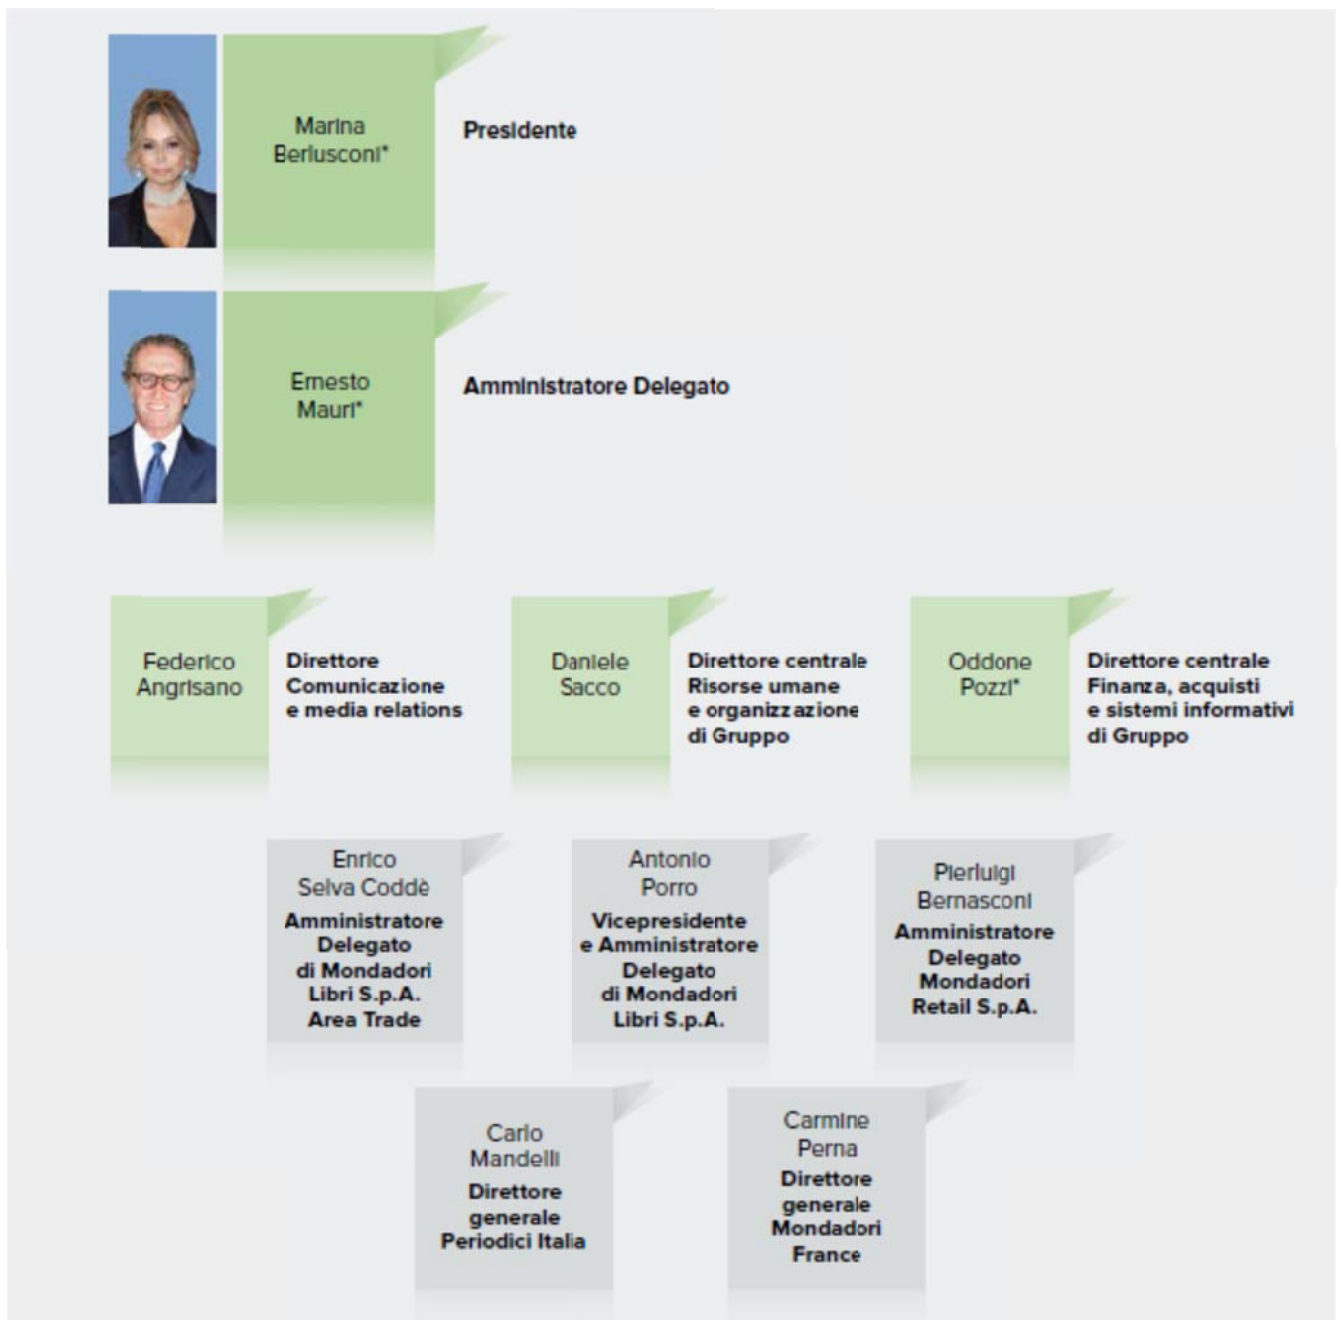 Marina
Berlusconi*
Presidente
Ernesto
Mauri*
Amministratore Delegato
Federico
Angrisano
Direttore
Comunicazione
e media relations
Daniele
Sacco
Direttore centrale
Risorse umane
e organizzazione
di Gruppo
Oddone
Pozzi*
Direttore centrale
Finanza, acquisti
e sistemi informativi
di Gruppo
Enrico
Selva Coddè
Amministratore
Delegato
di Mondadori
Libri S.p.A.
Area Trade
Antonio
Porro
Vicepresidente
e Amministratore
Delegato
di Mondadori
Libri S.p.A.
Pierluigi
Bernasconi
Amministratore
Delegato
Mondadori
Retail S.p.A.
Carlo
Mandelli
Direttore
generale
Periodici Italia
Carmine
Perna
Direttore
generale
Mondadori
France